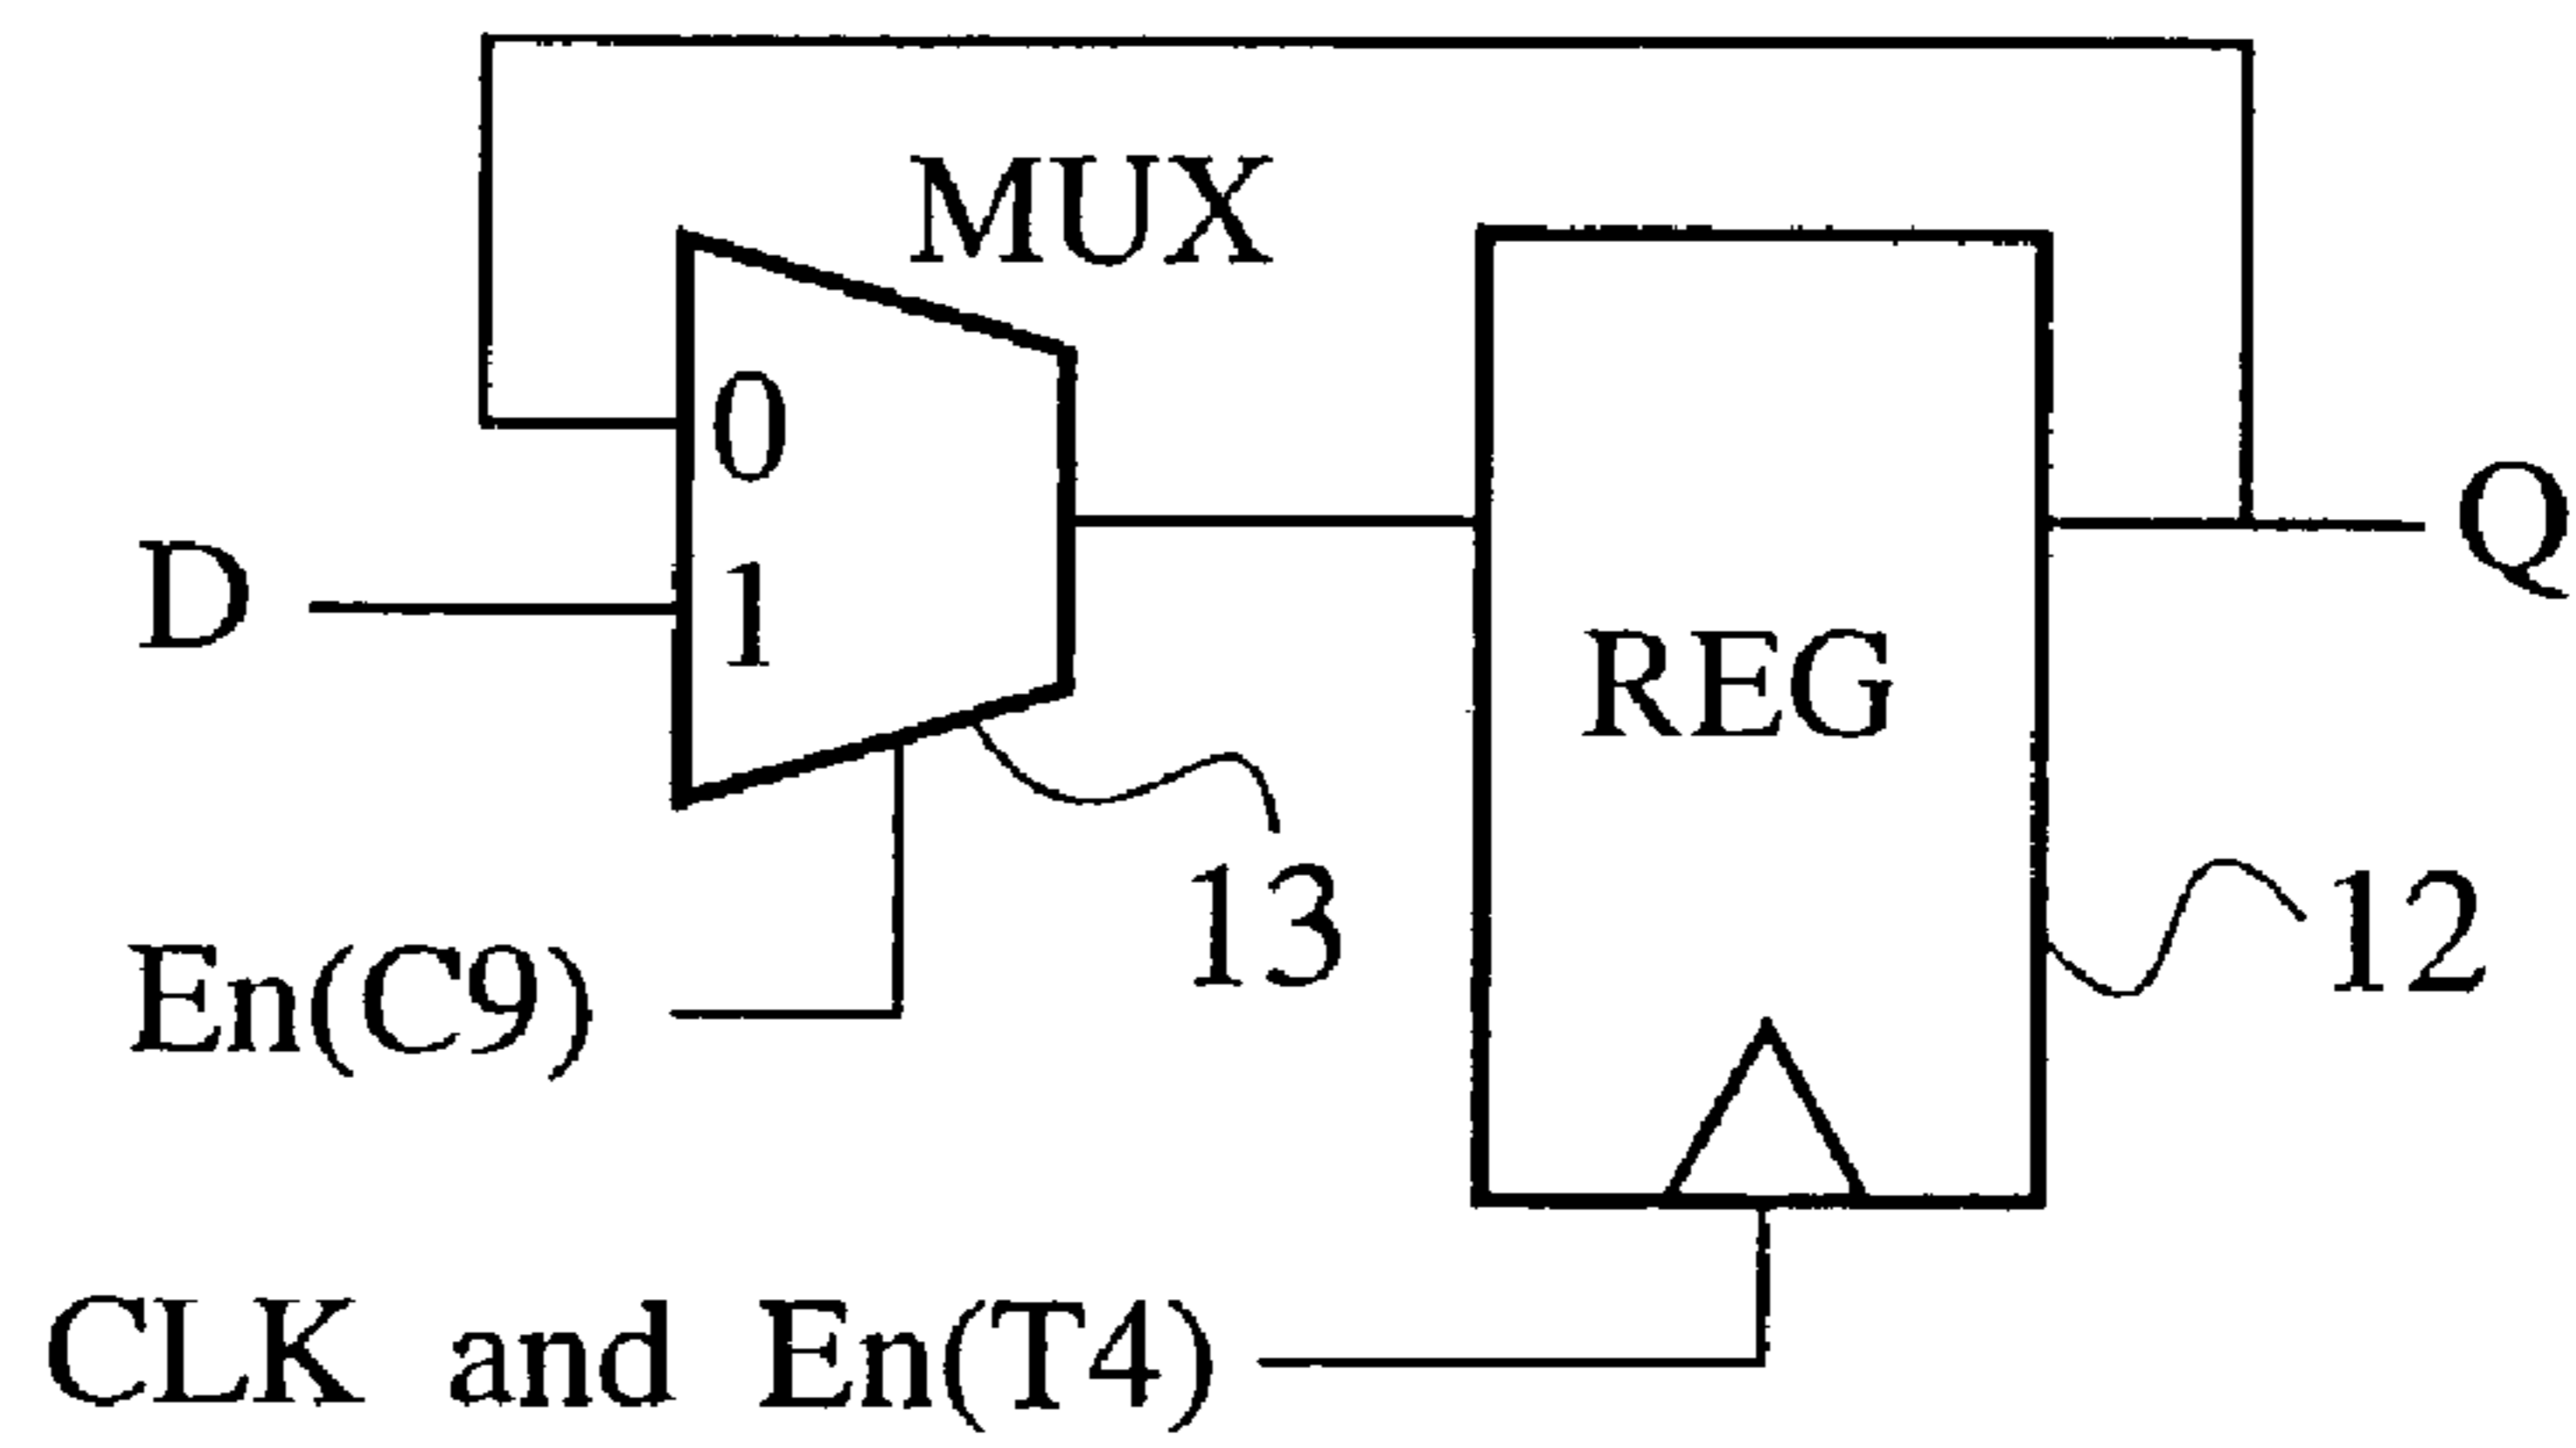 MUX
0
1
D
Q
REG
13
12
En(C9)
CLK and En(T4)